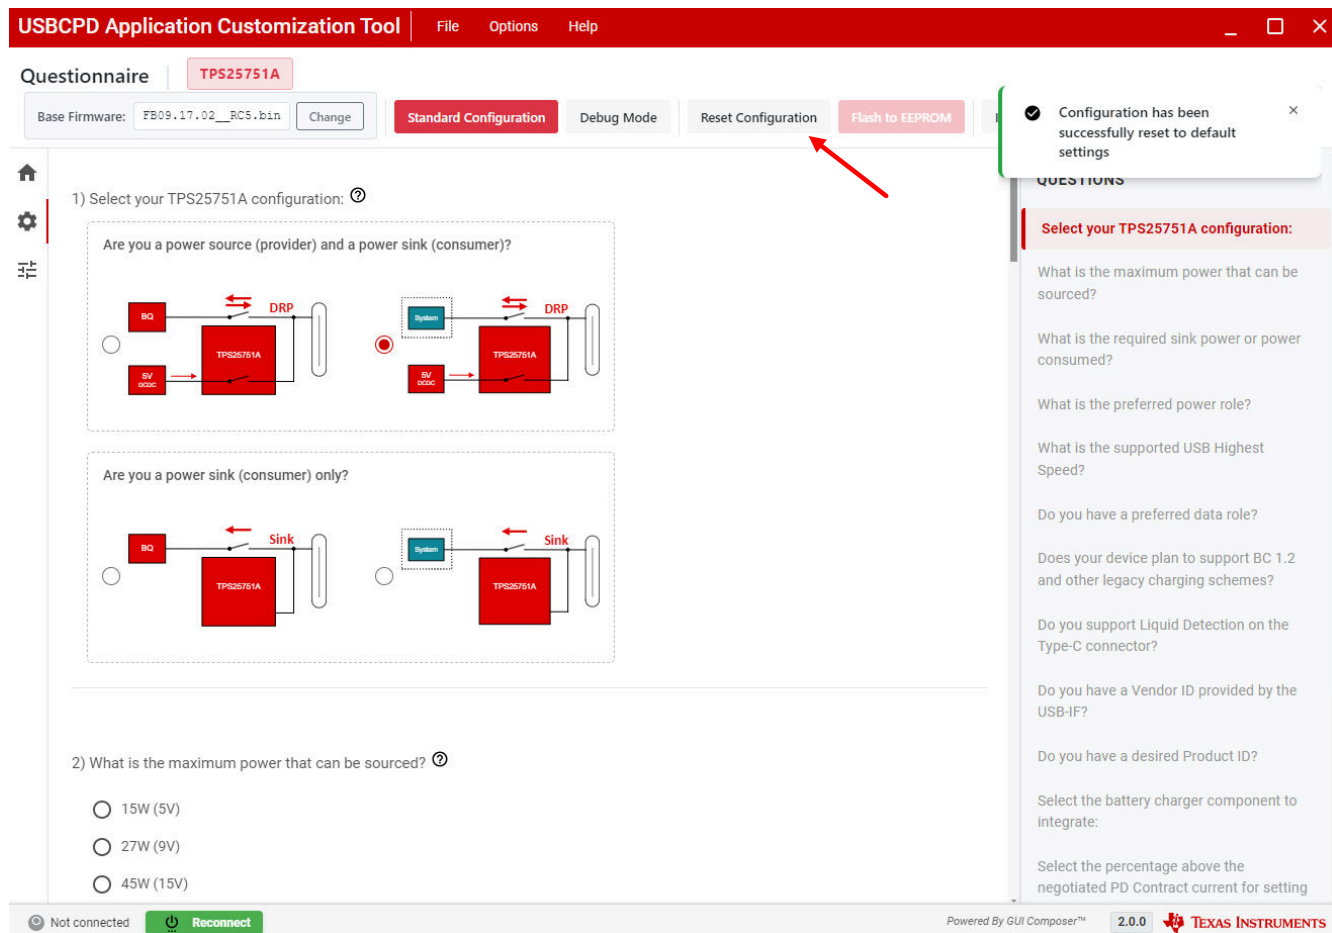 USBCPD Application Customization Tool
File
Options
Help
Questionnaire
TPS25751A
Base Firmware:
FB09.17.02__RC5.bin
Change
Standard Configuration
Debug Mode
Reset Configuration
Flash to EEPROM
Configuration has been
successfully reset to default
settings
1) Select your TPS25751A configuration:
Are you a power source (provider) and a power sink (consumer)?
BQ
DRP
TPS25751A
5V
DCDC
System
DRP
TPS25751A
5V
DCDC
Are you a power sink (consumer) only?
BQ
Sink
TPS25751A
System
Sink
TPS25751A
2) What is the maximum power that can be sourced?
15W (5V)
27W (9V)
45W (15V)
QUESTIONS
Select your TPS25751A configuration:
What is the maximum power that can be
sourced?
What is the required sink power or power
consumed?
What is the preferred power role?
What is the supported USB Highest
Speed?
Do you have a preferred data role?
Does your device plan to support BC 1.2
and other legacy charging schemes?
Do you support Liquid Detection on the
Type-C connector?
Do you have a Vendor ID provided by the
USB-IF?
Do you have a desired Product ID?
Select the battery charger component to
integrate:
Select the percentage above the
negotiated PD Contract current for setting
Not connected
Reconnect
Powered By GUI Composer™
2.0.0
TEXAS INSTRUMENTS